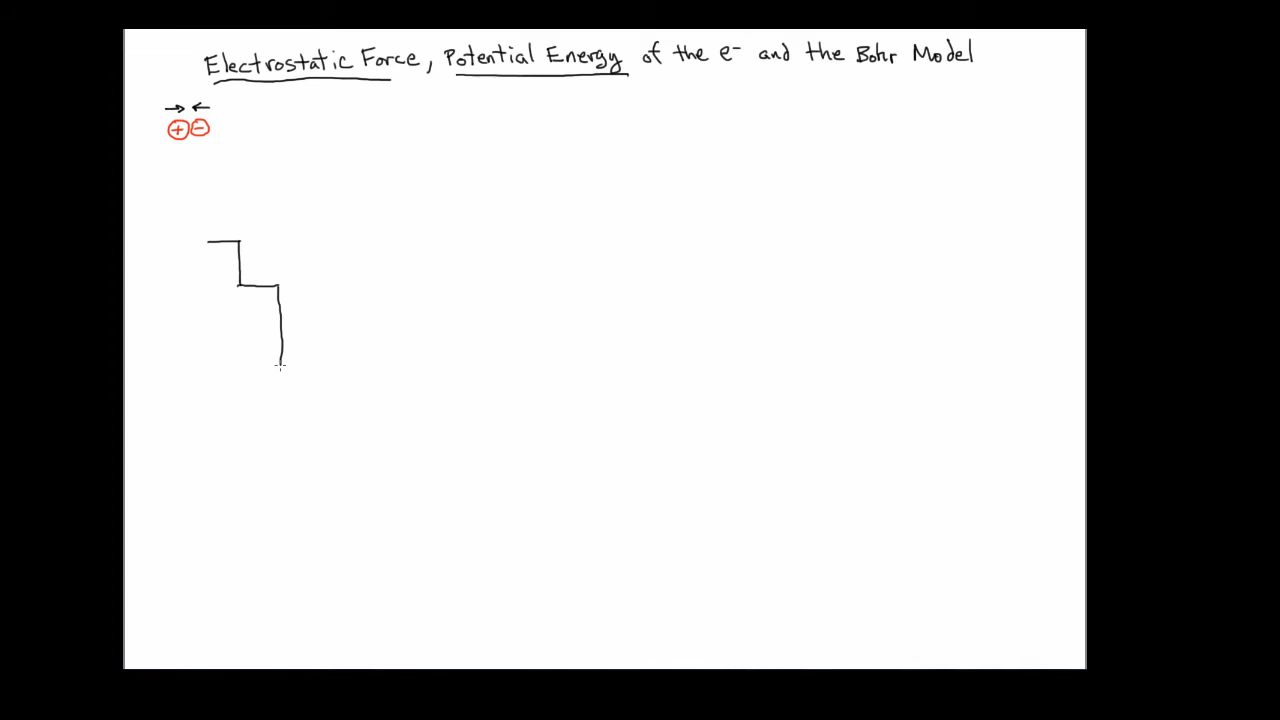 Electrostatic Force, Potential Energy of the e⁻ and the Bohr Model
→ ←
+ −